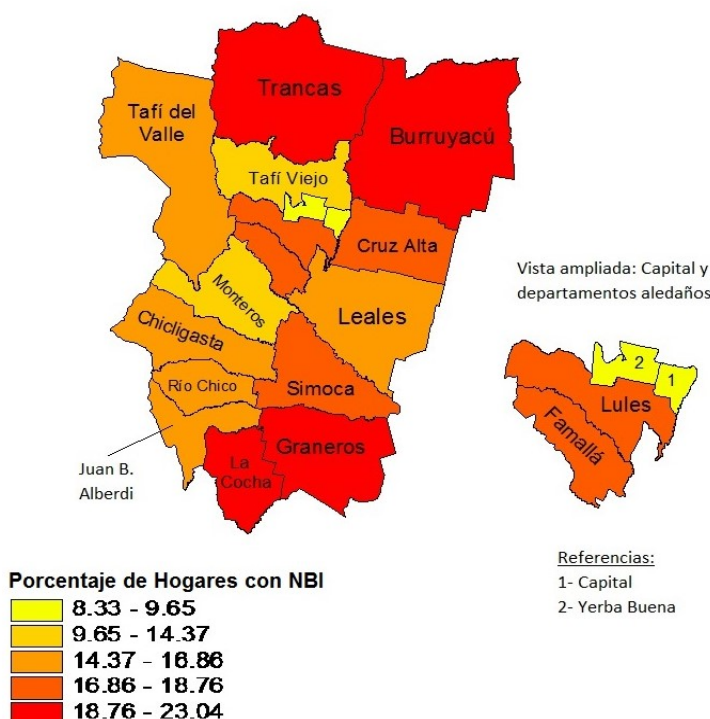 Trancas
Tafí del
Valle
Burruyacú
Tafí Viejo
Cruz Alta
Vista ampliada: Capital y
departamentos aledaños
Monteros
Leales
Chicligasta
2
1
Río Chico
Simoca
Lules
Famallá
Graneros
La
Cocha
Juan B.
Alberdi
Referencias:
1- Capital
2- Yerba Buena
Porcentaje de Hogares con NBI
8.33 - 9.65
9.65 - 14.37
14.37 - 16.86
16.86 - 18.76
18.76 - 23.04